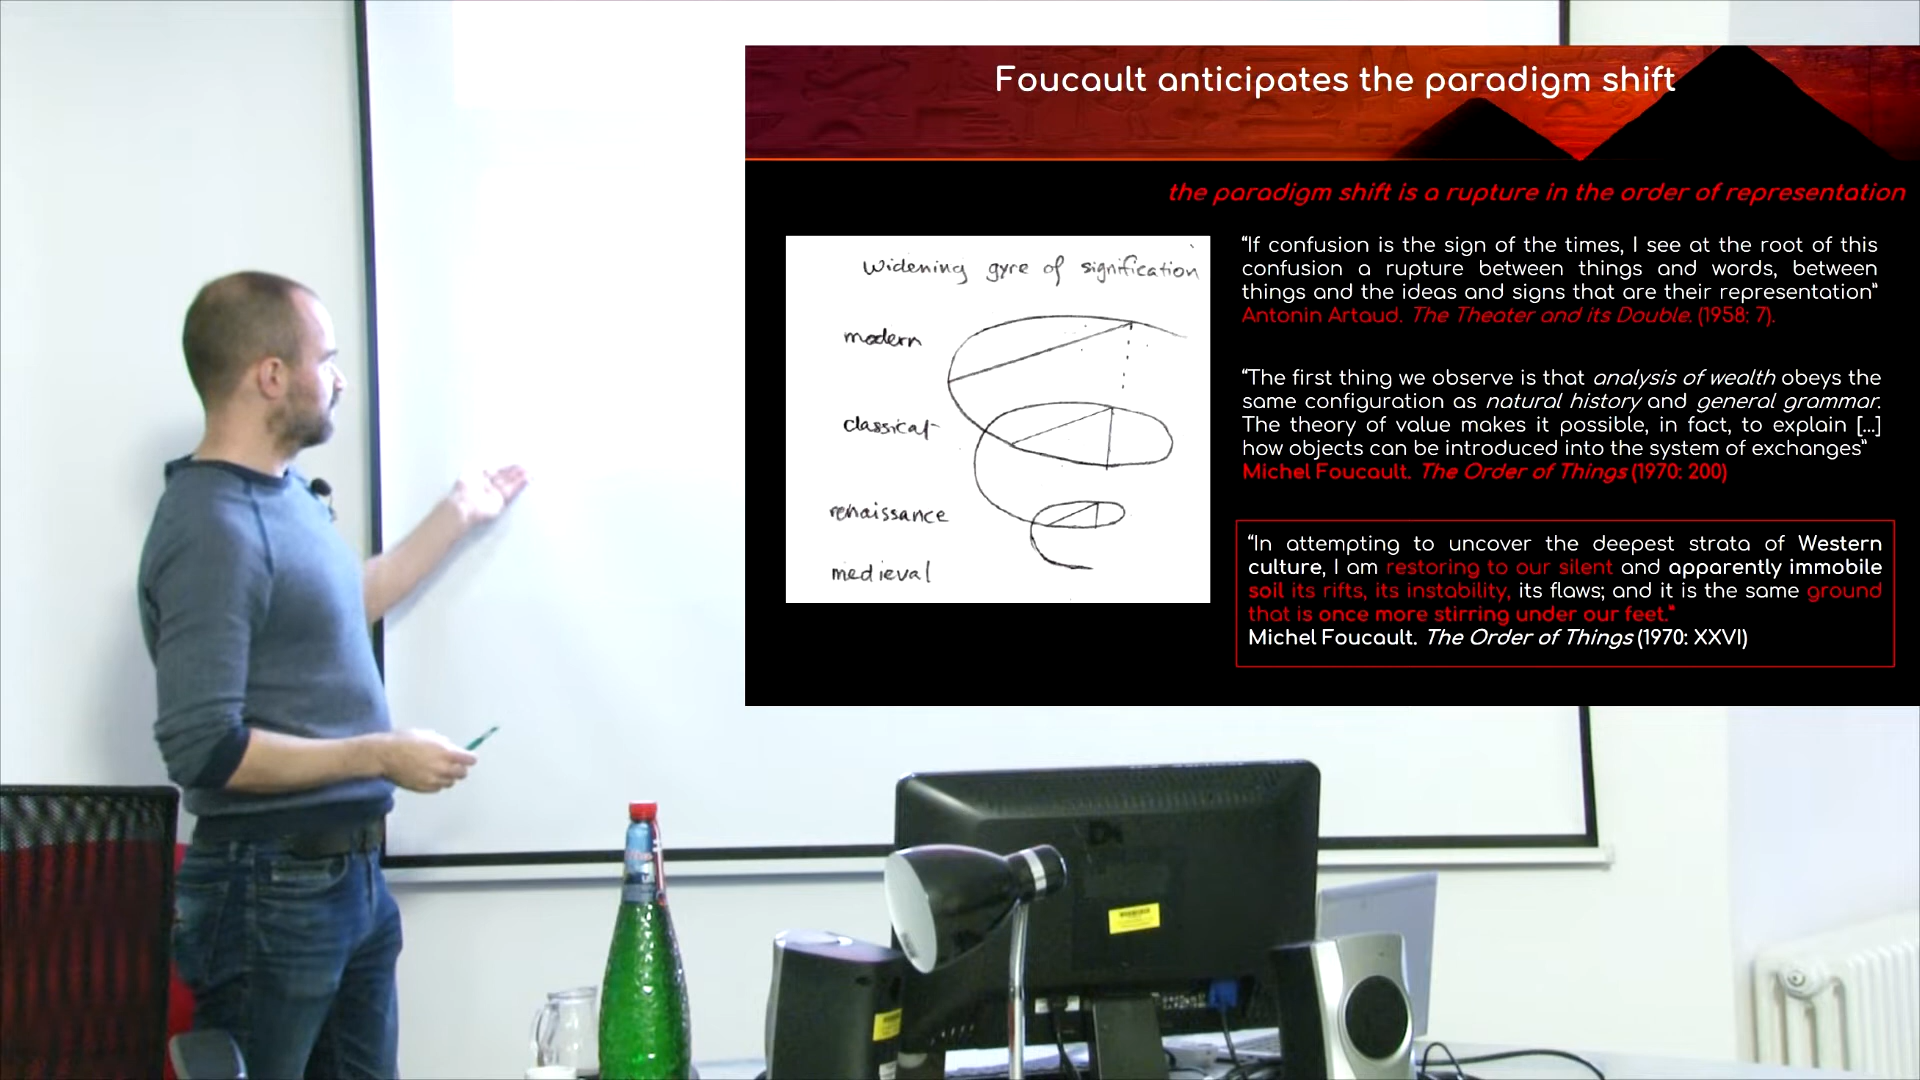 Foucault anticipates the paradigm shift
the paradigm shift is a rupture in the order of representation
Widening gyre of signification
modern
classical
renaissance
medieval
“If confusion is the sign of the times, I see at the root of this
confusion a rupture between things and words, between
things and the ideas and signs that are their representation”
Antonin Artaud. The Theater and its Double. (1958: 7).
“The first thing we observe is that analysis of wealth obeys the
same configuration as natural history and general grammar.
The theory of value makes it possible, in fact, to explain [...]
how objects can be introduced into the system of exchanges”
Michel Foucault. The Order of Things (1970: 200)
“In attempting to uncover the deepest strata of Western
culture, I am restoring to our silent and apparently immobile
soil its rifts, its instability, its flaws; and it is the same ground
that is once more stirring under our feet.”
Michel Foucault. The Order of Things (1970: XXVI)